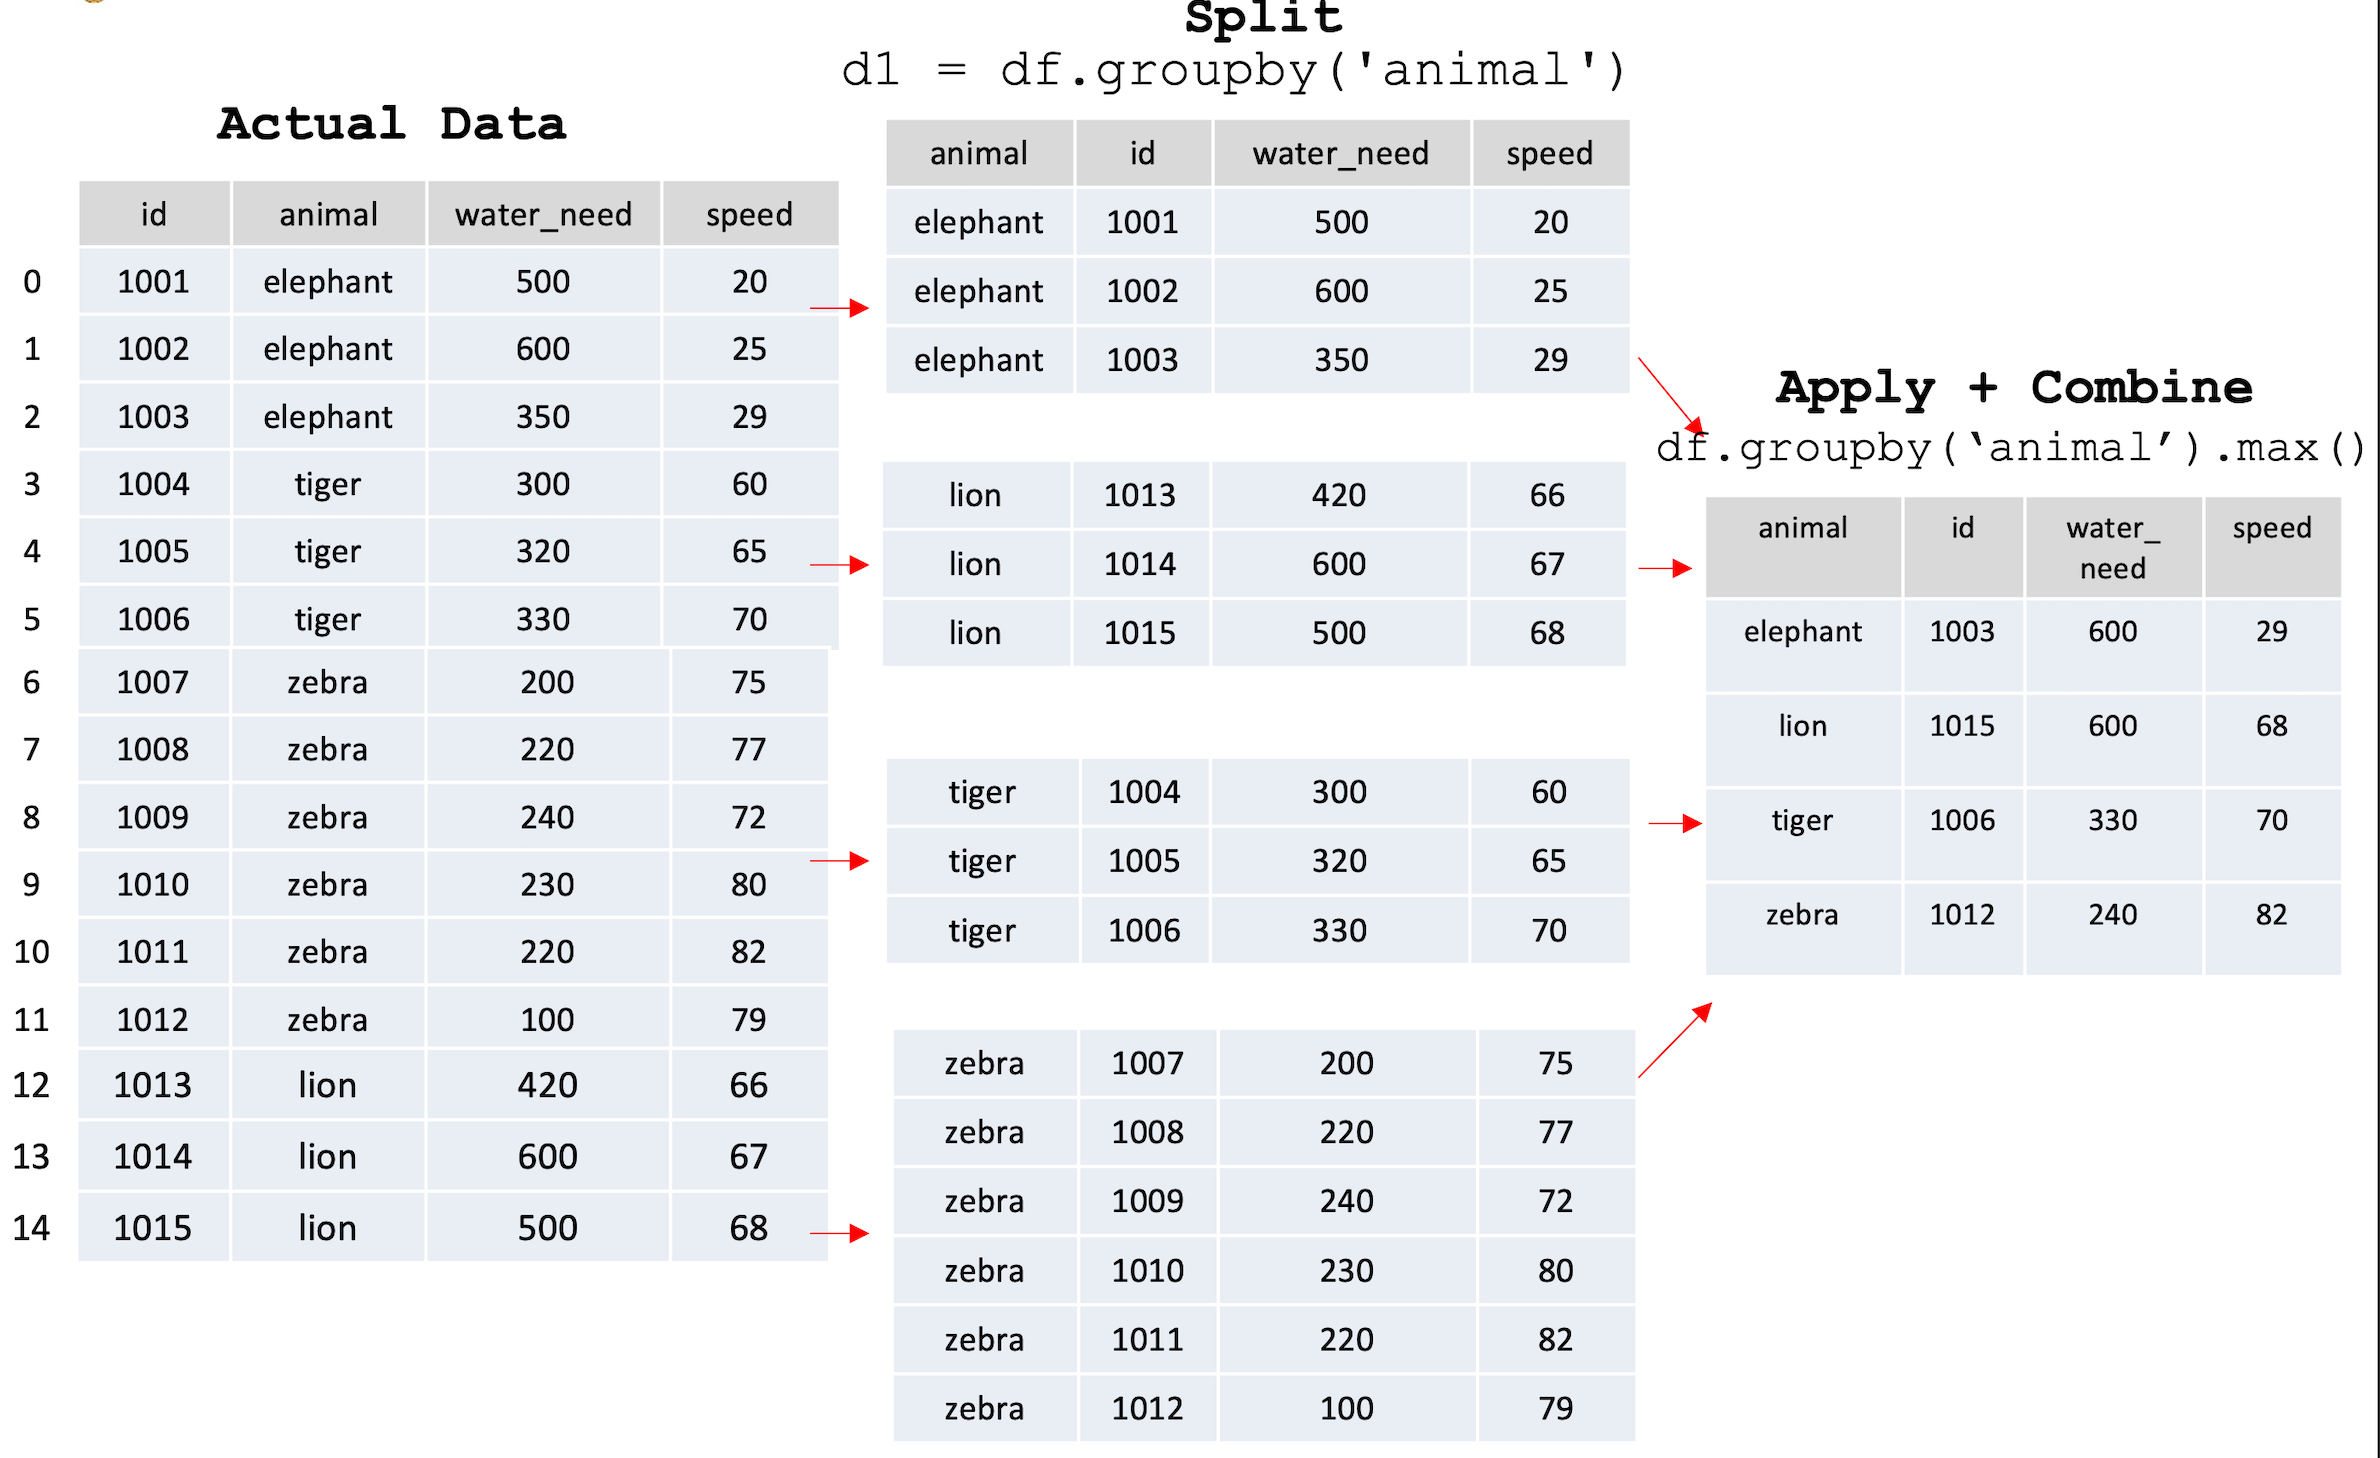 Actual Data
id animal water_need speed
0 1001 elephant 500 20
1 1002 elephant 600 25
2 1003 elephant 350 29
3 1004 tiger 300 60
4 1005 tiger 320 65
5 1006 tiger 330 70
6 1007 zebra 200 75
7 1008 zebra 220 77
8 1009 zebra 240 72
9 1010 zebra 230 80
10 1011 zebra 220 82
11 1012 zebra 100 79
12 1013 lion 420 66
13 1014 lion 600 67
14 1015 lion 500 68
Split
d1 = df.groupby('animal')
animal id water_need speed
elephant 1001 500 20
elephant 1002 600 25
elephant 1003 350 29
lion 1013 420 66
lion 1014 600 67
lion 1015 500 68
tiger 1004 300 60
tiger 1005 320 65
tiger 1006 330 70
zebra 1007 200 75
zebra 1008 220 77
zebra 1009 240 72
zebra 1010 230 80
zebra 1011 220 82
zebra 1012 100 79
Apply + Combine
df.groupby(‘animal’).max()
animal id water_ speed
need
elephant 1003 600 29
lion 1015 600 68
tiger 1006 330 70
zebra 1012 240 82